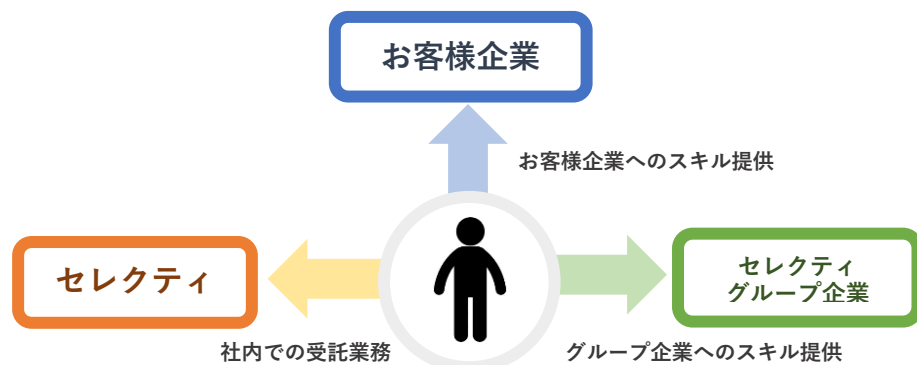 お客様企業
お客様企業へのスキル提供
セレクティ
セレクティ
グループ企業
社内での受託業務
グループ企業へのスキル提供